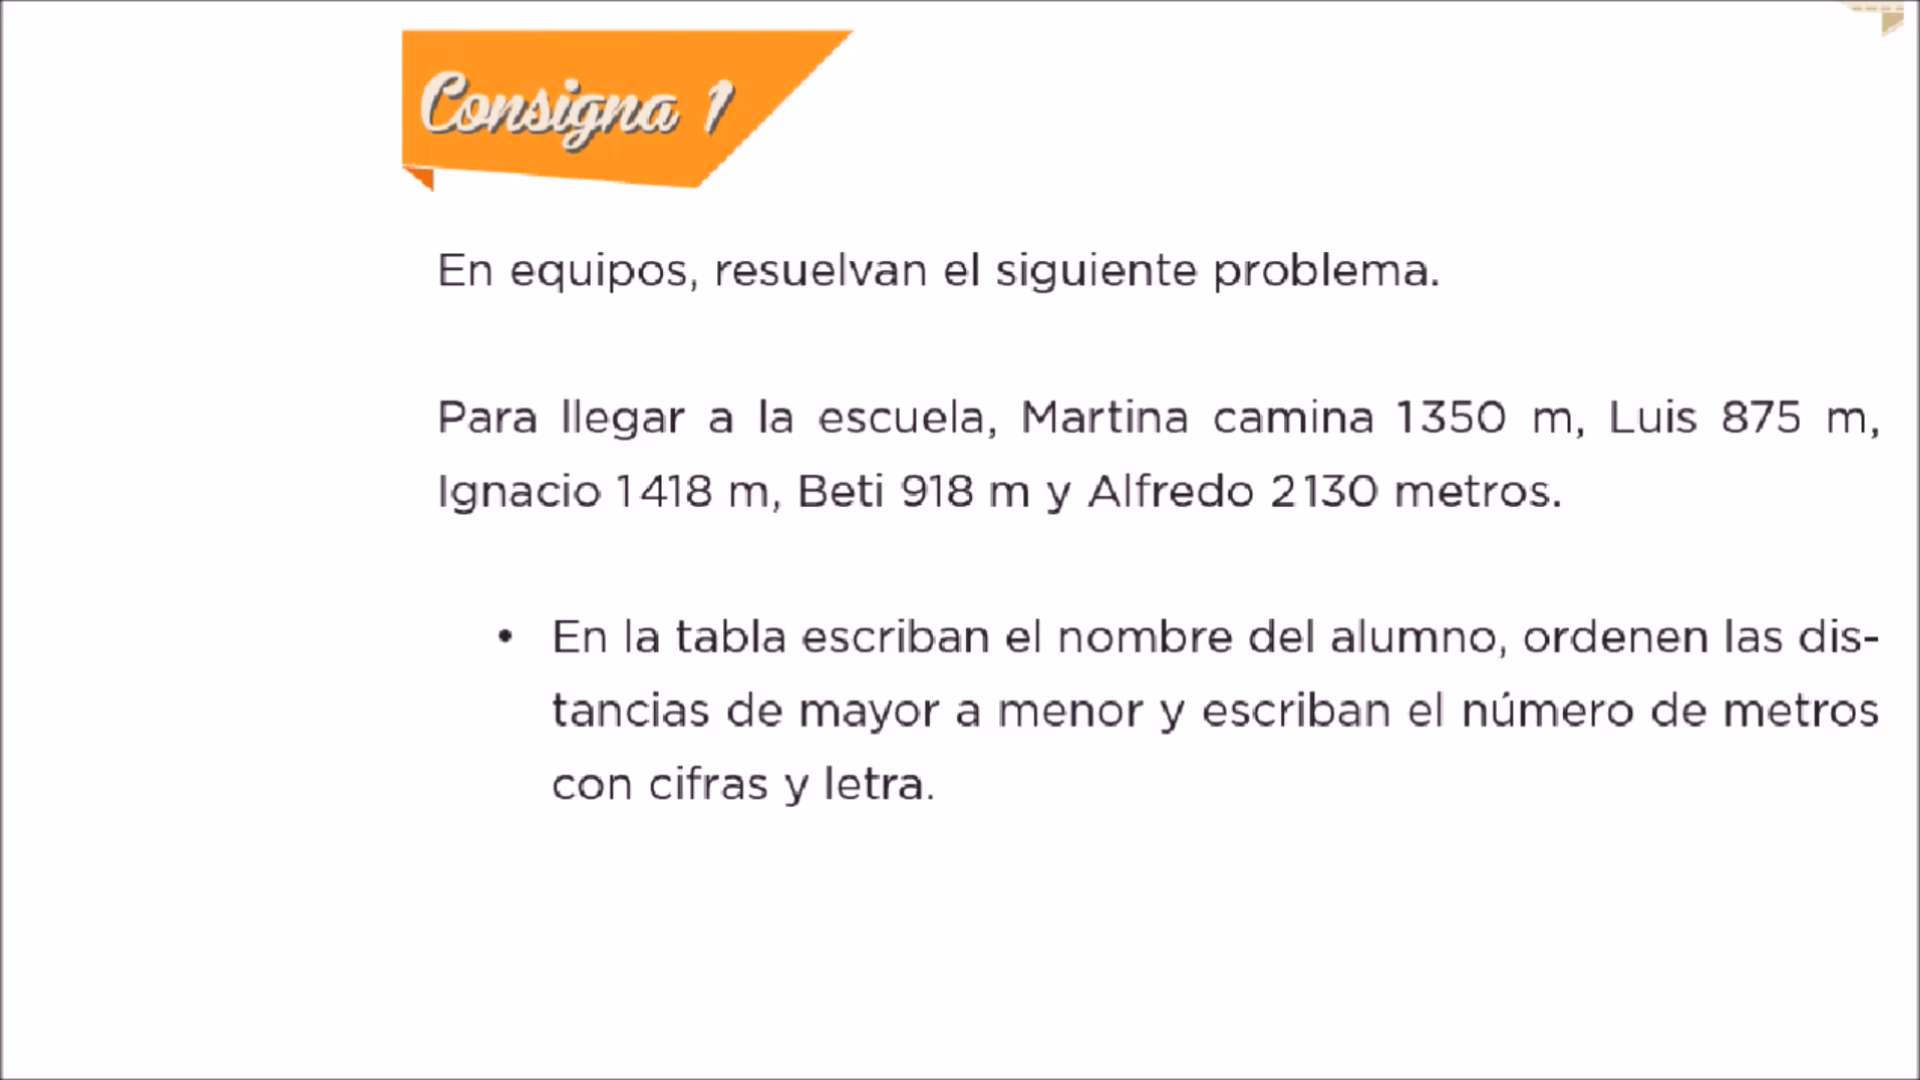 Consigna 1
En equipos, resuelvan el siguiente problema.
Para llegar a la escuela, Martina camina 1350 m, Luis 875 m,
Ignacio 1418 m, Beti 918 m y Alfredo 2130 metros.
• En la tabla escriban el nombre del alumno, ordenen las dis-
tancias de mayor a menor y escriban el número de metros
con cifras y letra.